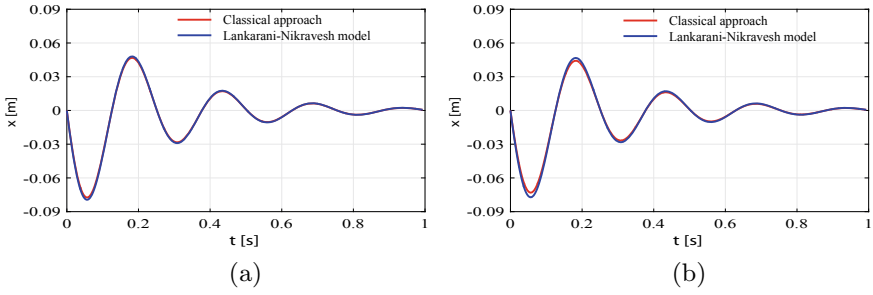 0.09
0.06
0.03
0
-0.03
-0.06
-0.09
x [m]
Classical approach
Lankarani-Nikravesh model
0 0.2 0.4 0.6 0.8 1
t [s]
(a)
0.09
0.06
0.03
0
-0.03
-0.06
-0.09
x [m]
Classical approach
Lankarani-Nikravesh model
0 0.2 0.4 0.6 0.8 1
t [s]
(b)